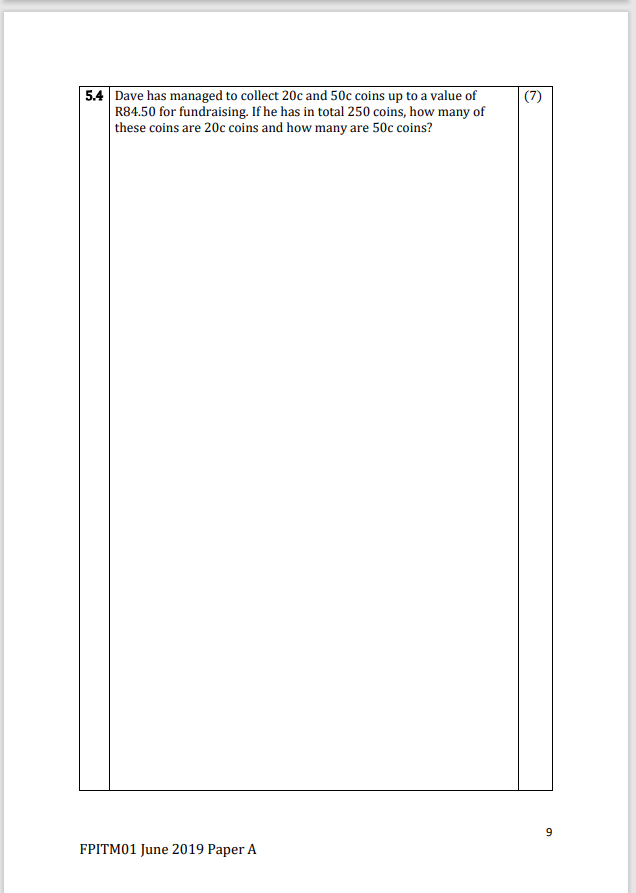 5.4 Dave has managed to collect 20c and 50c coins up to a value of (7)
R84.50 for fundraising. If he has in total 250 coins, how many of
these coins are 20c coins and how many are 50c coins?
9
FPITM01 June 2019 Paper A